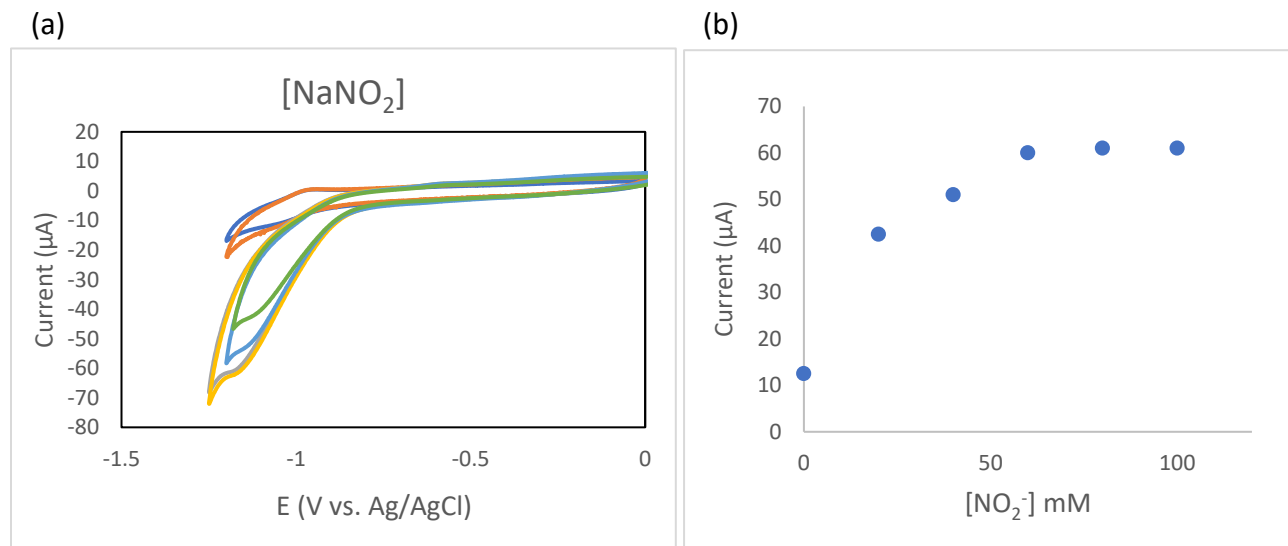 (a)
[NaNO₂]
20
10
0
-10
-20
-30
-40
-50
-60
-70
-80
Current (µA)
-1.5 -1 -0.5 0
E (V vs. Ag/AgCl)
(b)
70
60
50
40
30
20
10
0
Current (µA)
0 50 100
[NO₂⁻] mM